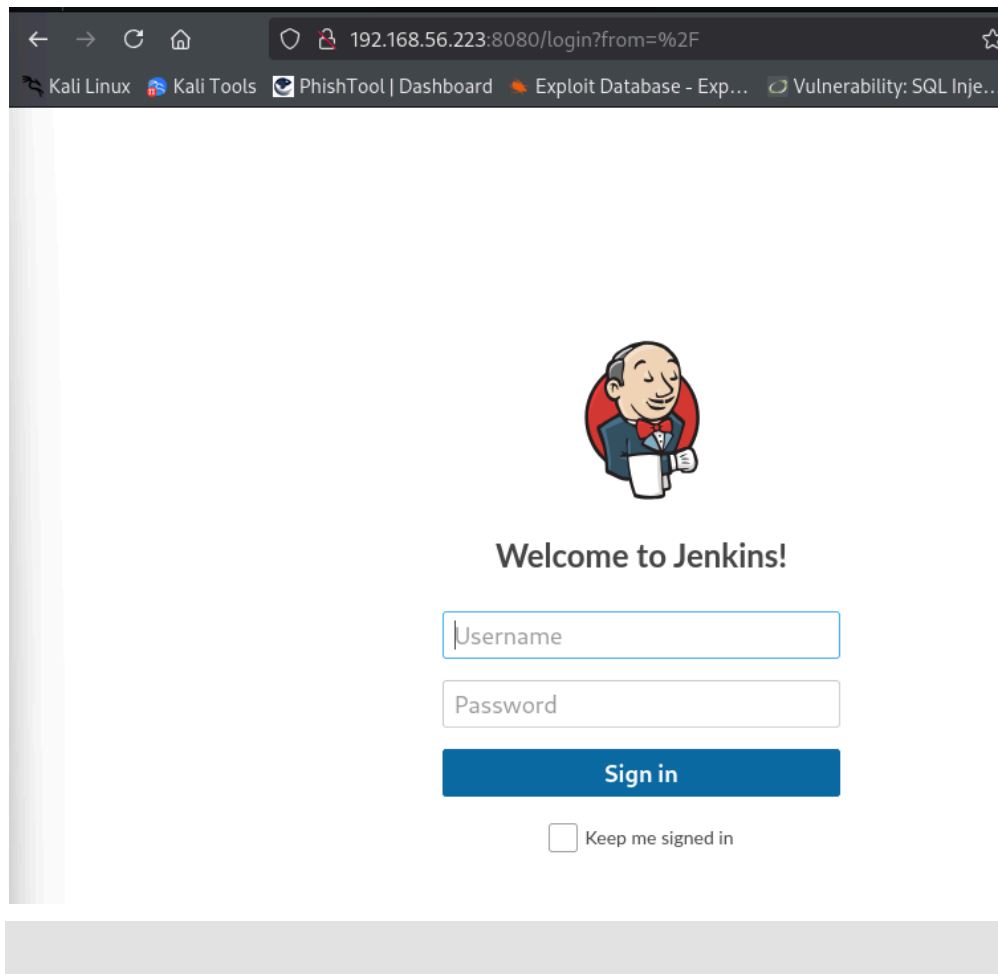 192.168.56.223:8080/login?from=%2F
Kali Linux Kali Tools PhishTool | Dashboard Exploit Database - Exp... Vulnerability: SQL Inje...
Welcome to Jenkins!
Username
Password
Sign in
Keep me signed in